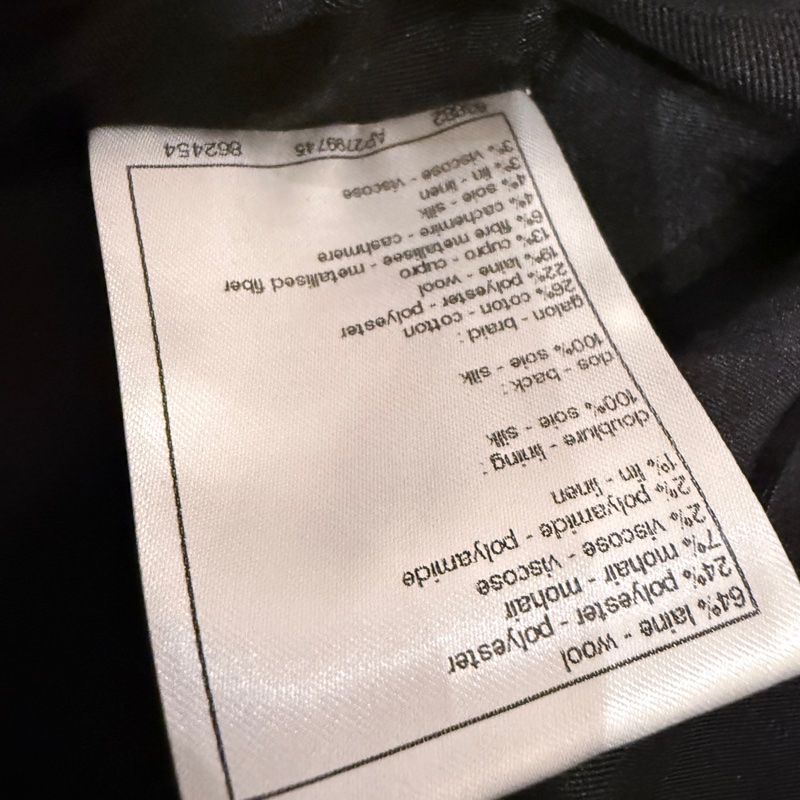 64% laine - wool
24% polyester - polyester
7% mohair - mohair
2% viscose - viscose
2% polyamide - polyamide
1% lin - linen
doublure - lining :
100% soie - silk
dos - back :
100% soie - silk
galon - braid :
26% coton - cotton
22% polyester - polyester
19% laine - wool
13% cupro - cupro
6% fibre metallisee - metallised fiber
4% cachemire - cashmere
4% soie - silk
3% lin - linen
3% viscose - viscose
AP2799745 862454